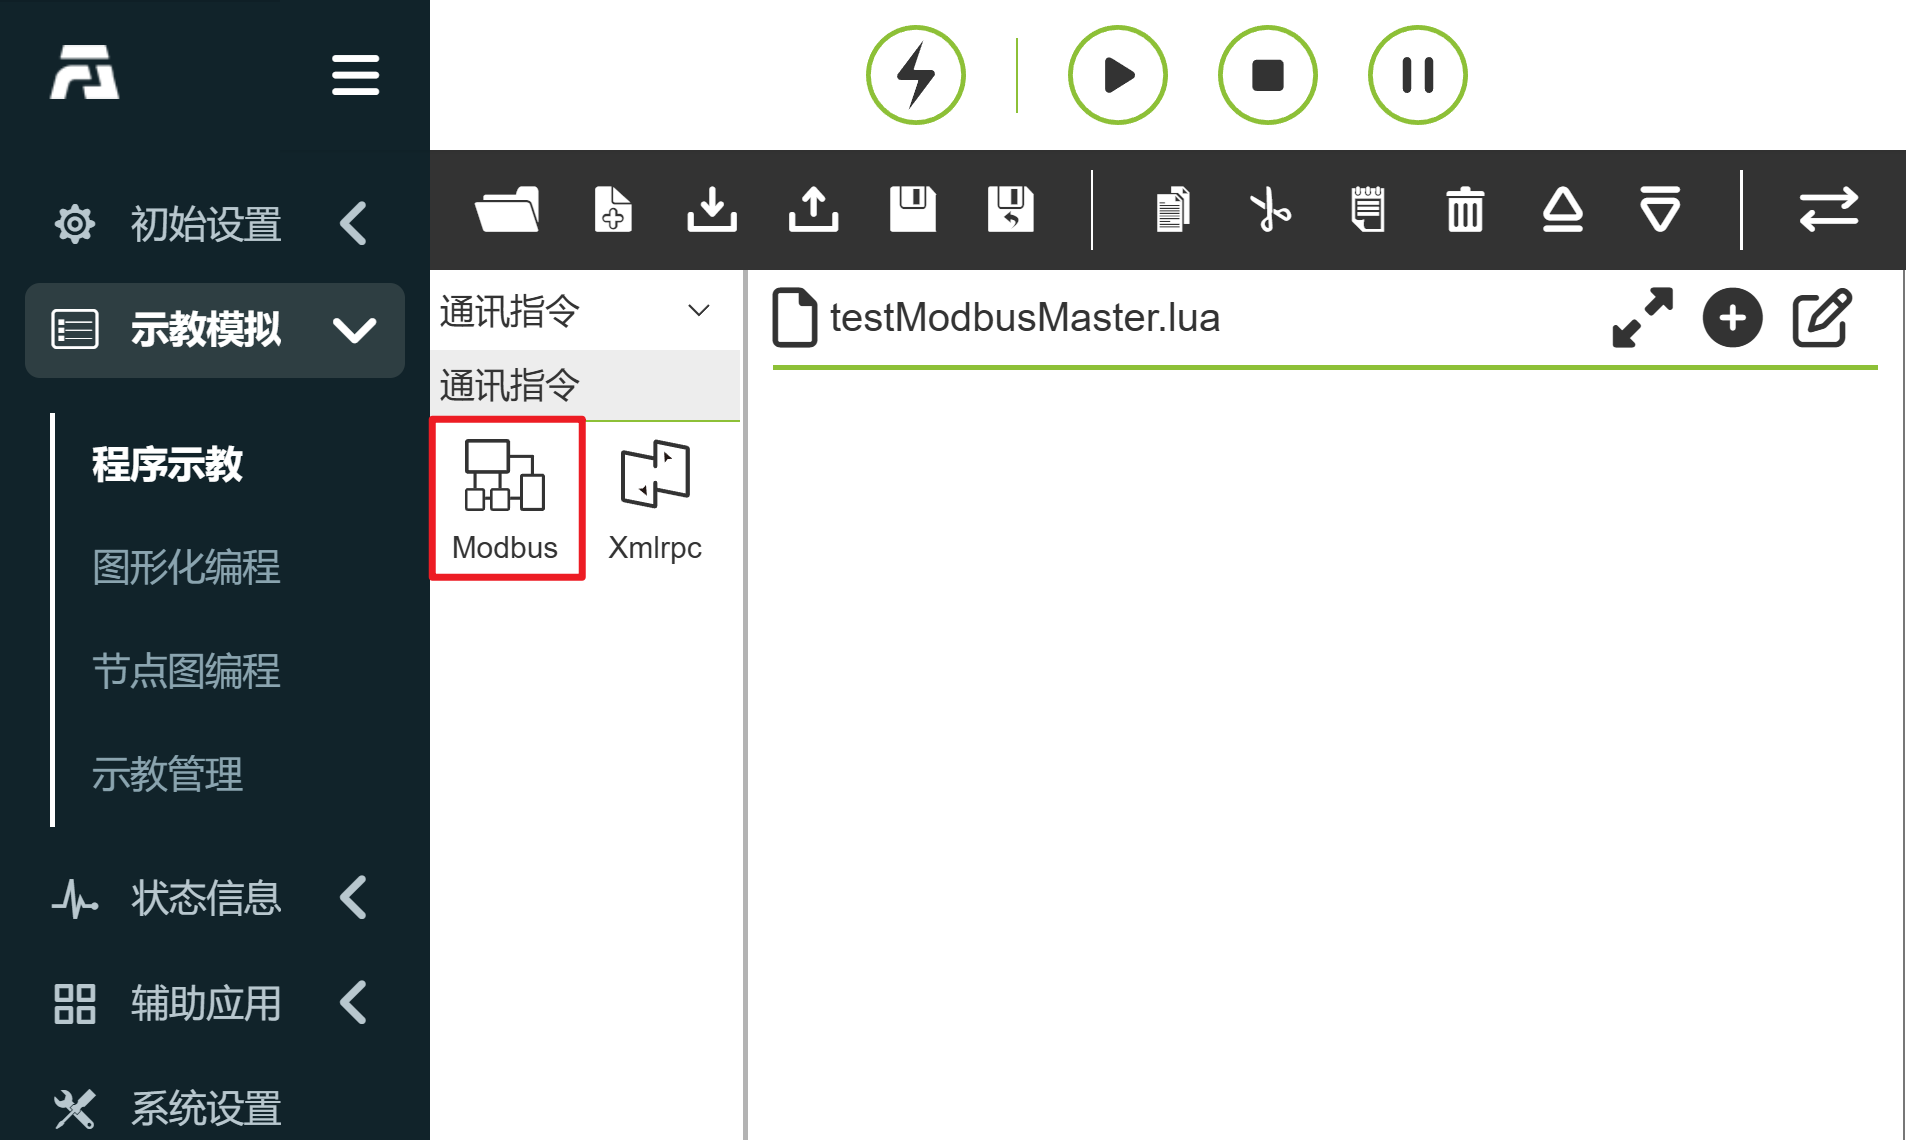 初始设置
示教模拟
程序示教
图形化编程
节点图编程
示教管理
状态信息
辅助应用
系统设置
通讯指令
通讯指令
Modbus
Xmlrpc
testModbusMaster.lua